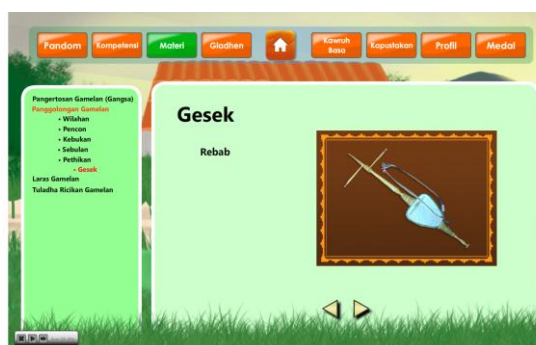 Pandom
Kompetensi
Materi
Gladhen
Kawruh
Basa
Kapustakan
Profil
Medal
Pangertosan Gamelan (Gangsa)
Panggolongan Gamelan
• Wilahan
• Pencon
• Kebukan
• Sebulan
• Pethikan
• Gesek
Laras Gamelan
Tuladha Ricikan Gamelan
Gesek
Rebab